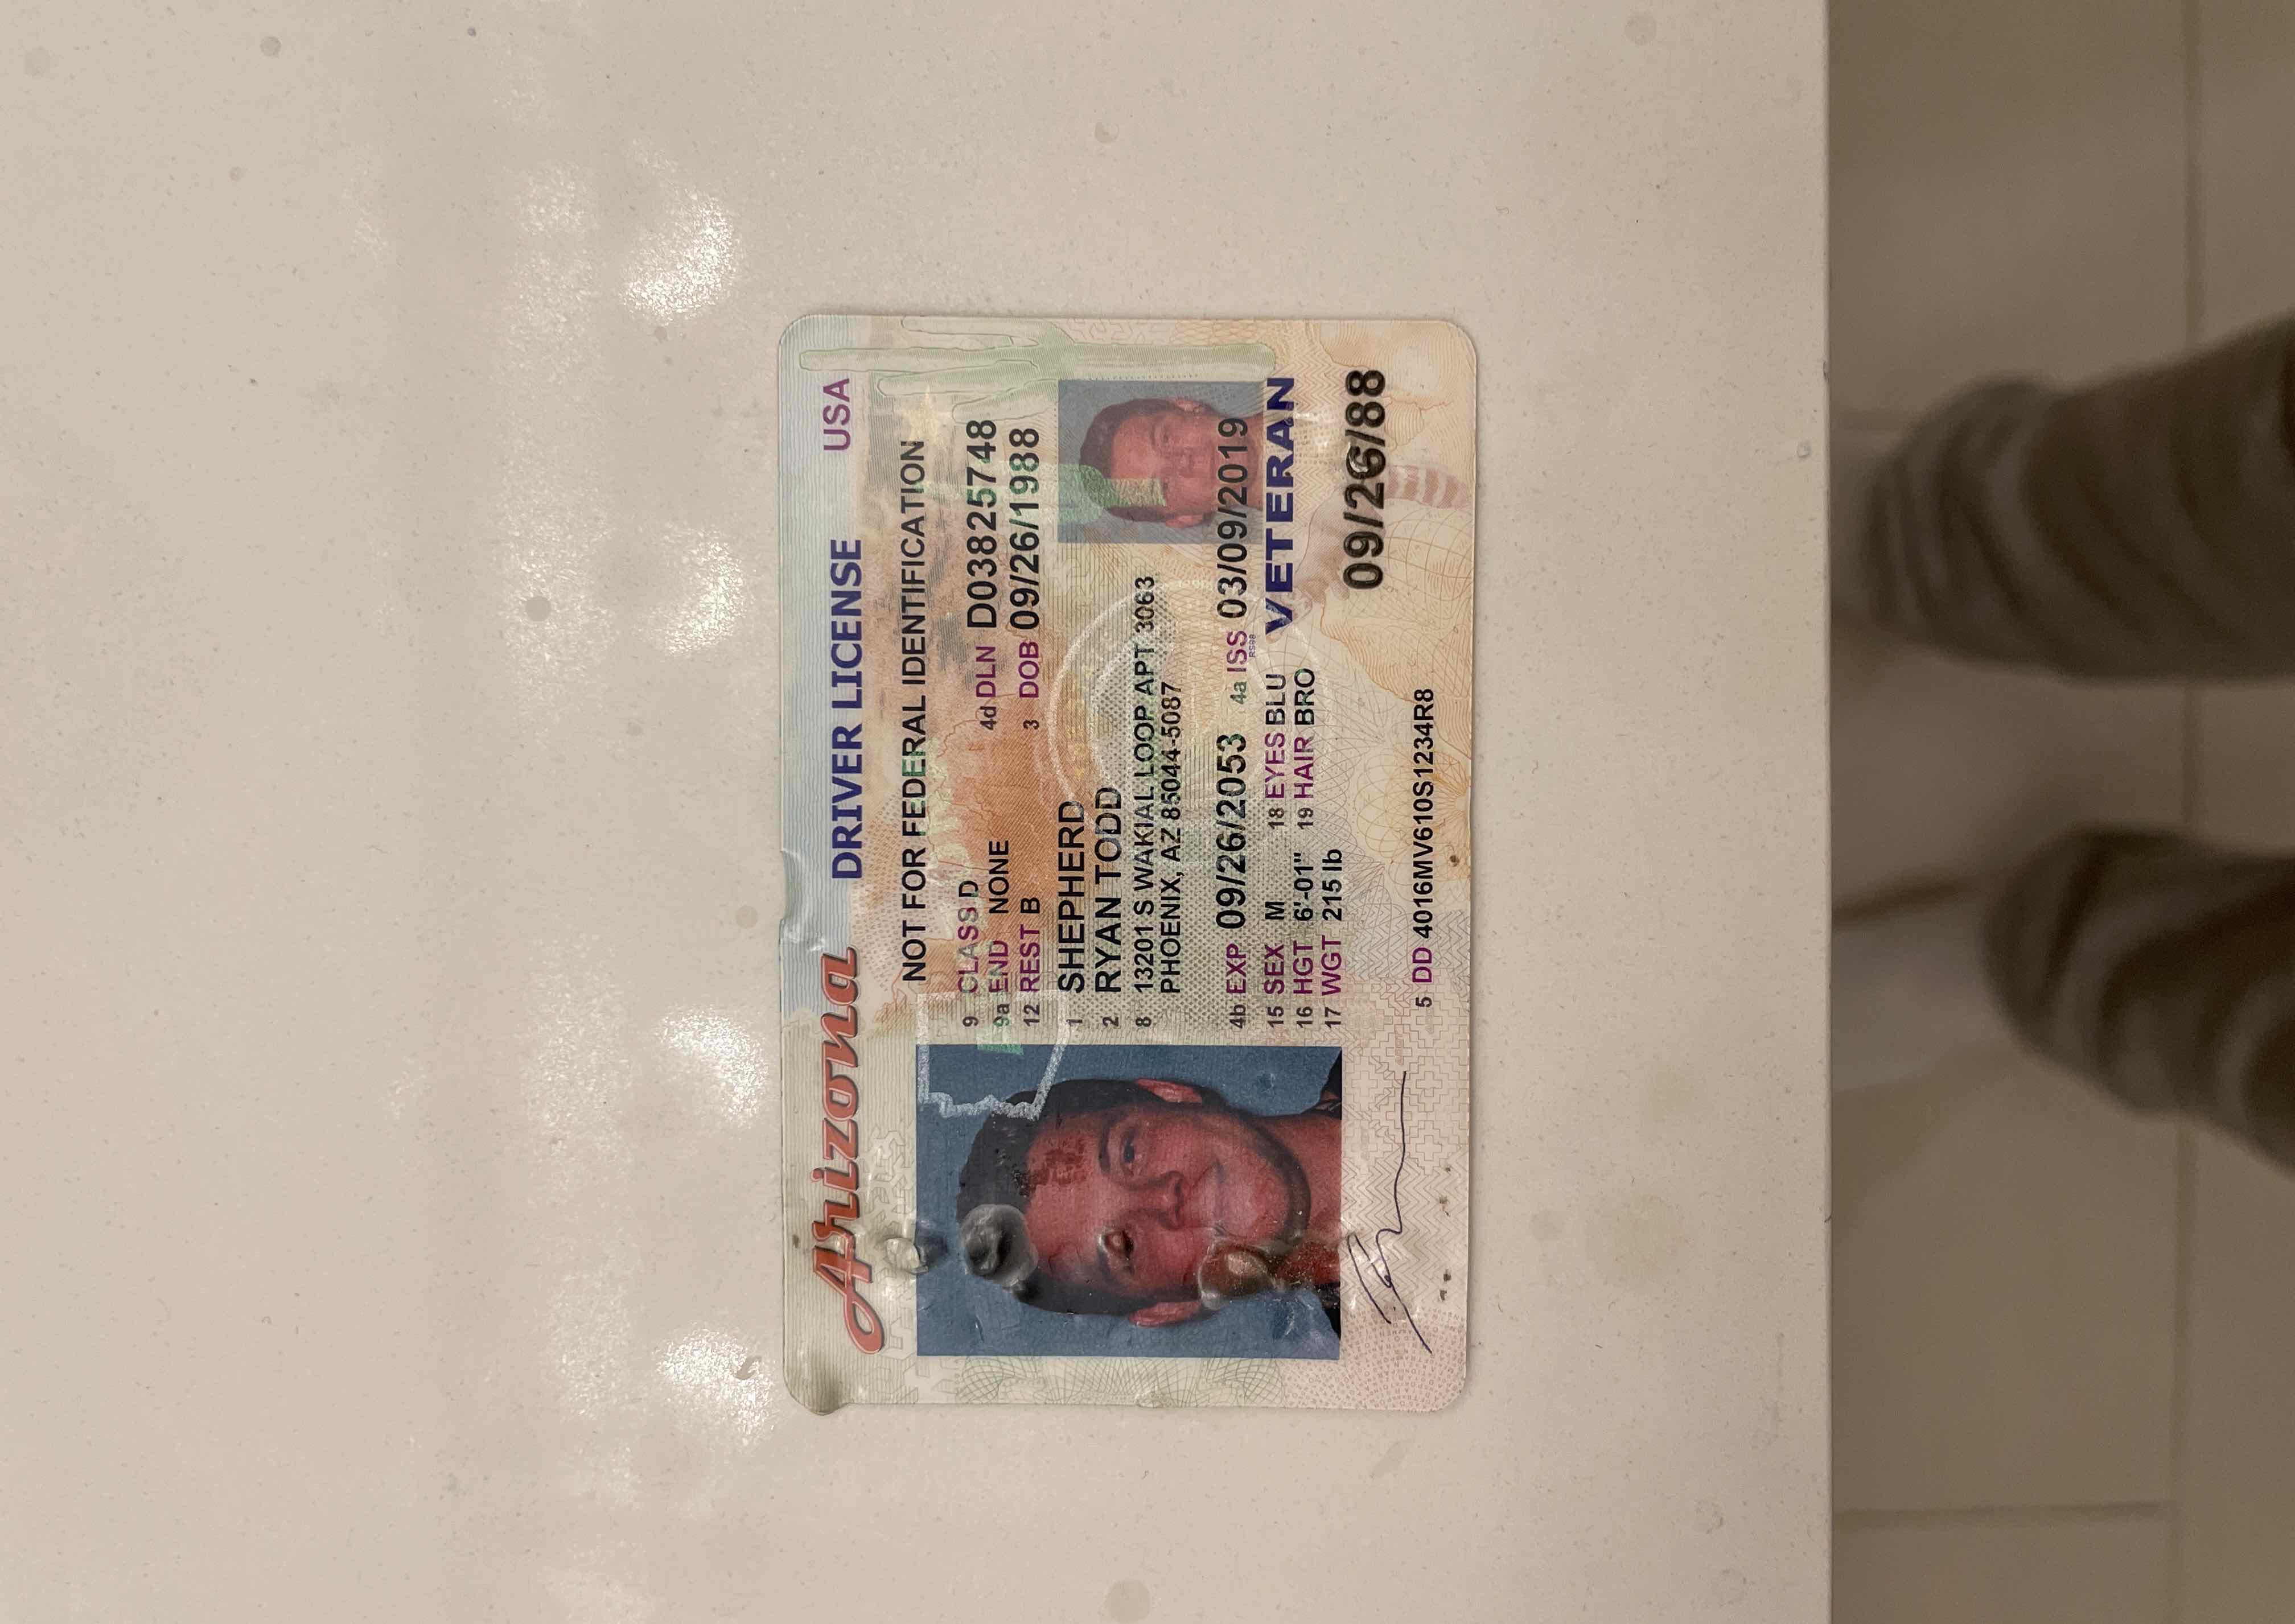 Arizona DRIVER LICENSE USA
NOT FOR FEDERAL IDENTIFICATION
9 CLASS D
9a END NONE
12 REST B
4d DLN D03825748
3 DOB 09/26/1988
1 SHEPHERD
2 RYAN TODD
8 13201 S WAKIAL LOOP APT 3063
PHOENIX, AZ 85044-5087
4b EXP 09/26/2053 4a ISS 03/09/2019
15 SEX M 18 EYES BLU
16 HGT 6'-01" 19 HAIR BRO
17 WGT 215 lb
VETERAN
09/26/88
5 DD 4016MV610S1234R8